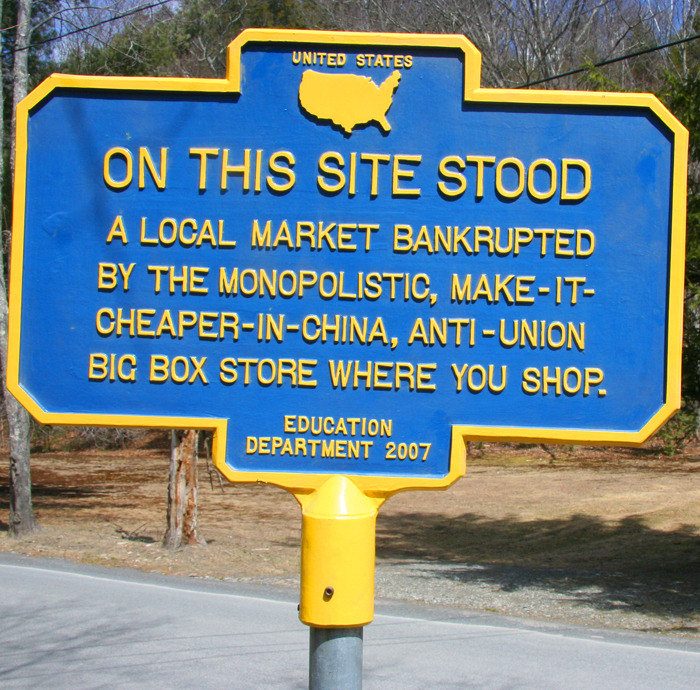 UNITED STATES
ON THIS SITE STOOD
A LOCAL MARKET BANKRUPTED
BY THE MONOPOLISTIC, MAKE-IT-
CHEAPER-IN-CHINA, ANTI-UNION
BIG BOX STORE WHERE YOU SHOP.
EDUCATION
DEPARTMENT 2007